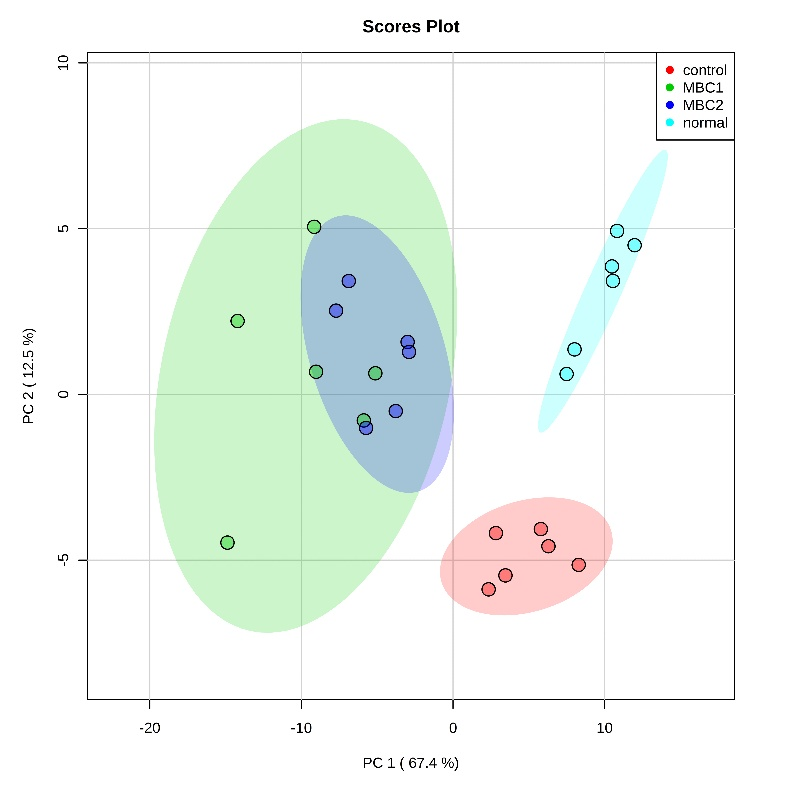 Scores Plot
control
MBC1
MBC2
normal
10
5
0
-5
PC 2 ( 12.5 %)
-20
-10
0
10
PC 1 ( 67.4 %)